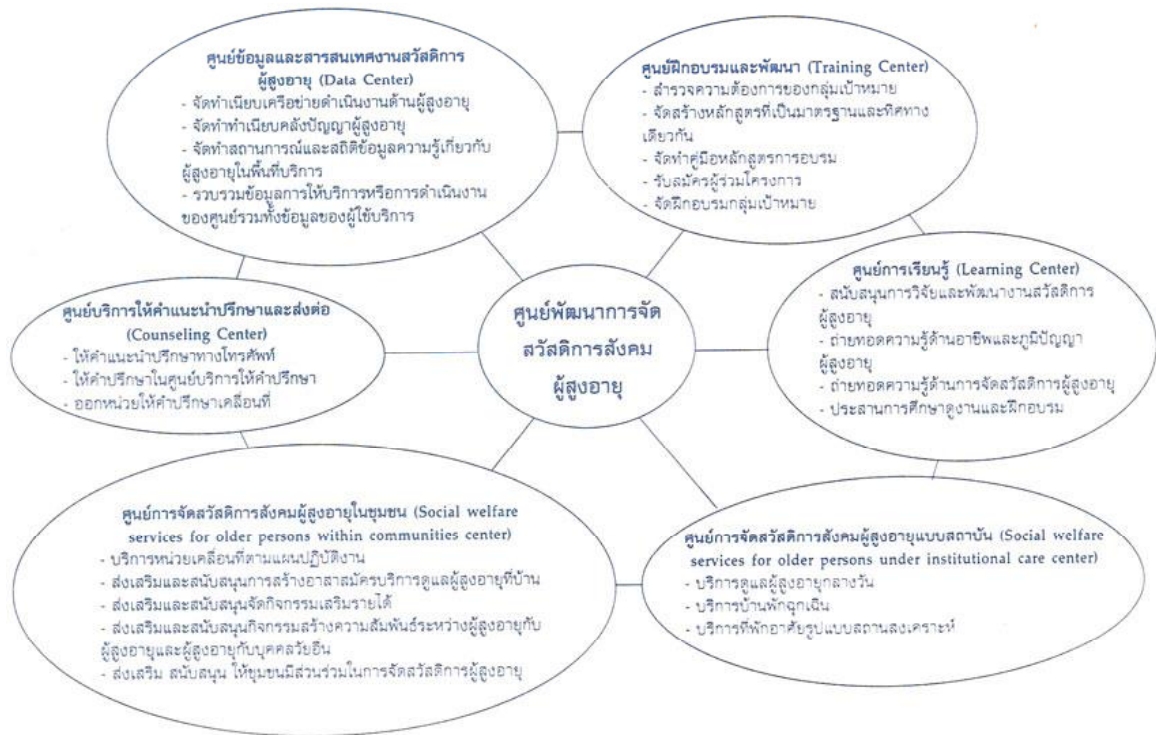 ศูนย์ข้อมูลและสารสนเทศงานสวัสดิการ
ผู้สูงอายุ (Data Center)
- จัดทำเนียบเครือข่ายดำเนินงานด้านผู้สูงอายุ
- จัดทำทำเนียบคลังปัญญาผู้สูงอายุ
- จัดทำสถานการณ์และสถิติข้อมูลความรู้เกี่ยวกับ
ผู้สูงอายุในพื้นที่บริการ
- รวบรวมข้อมูลการให้บริการหรือการดำเนินงาน
ของศูนย์รวมทั้งข้อมูลของผู้ใช้บริการ
ศูนย์ฝึกอบรมและพัฒนา (Training Center)
- สำรวจความต้องการของกลุ่มเป้าหมาย
- จัดสร้างหลักสูตรที่เป็นมาตรฐานและทิศทาง
เดียวกัน
- จัดทำคู่มือหลักสูตรการอบรม
- รับสมัครผู้ร่วมโครงการ
- จัดฝึกอบรมกลุ่มเป้าหมาย
ศูนย์บริการให้คำแนะนำปรึกษาและส่งต่อ
(Counseling Center)
- ให้คำแนะนำปรึกษาทางโทรศัพท์
- ให้คำปรึกษาในศูนย์บริการให้คำปรึกษา
- ออกหน่วยให้คำปรึกษาเคลื่อนที่
ศูนย์พัฒนาการจัด
สวัสดิการสังคม
ผู้สูงอายุ
ศูนย์การเรียนรู้ (Learning Center)
- สนับสนุนการวิจัยและพัฒนางานสวัสดิการ
ผู้สูงอายุ
- ถ่ายทอดความรู้ด้านอาชีพและภูมิปัญญา
ผู้สูงอายุ
- ถ่ายทอดความรู้ด้านการจัดสวัสดิการผู้สูงอายุ
- ประสานการศึกษาดูงานและฝึกอบรม
ศูนย์การจัดสวัสดิการสังคมผู้สูงอายุในชุมชน (Social welfare
services for older persons within communities center)
- บริการหน่วยเคลื่อนที่ตามแผนปฏิบัติงาน
- ส่งเสริมและสนับสนุนการสร้างอาสาสมัครบริการดูแลผู้สูงอายุที่บ้าน
- ส่งเสริมและสนับสนุนจัดกิจกรรมเสริมรายได้
- ส่งเสริมและสนับสนุนกิจกรรมสร้างความสัมพันธ์ระหว่างผู้สูงอายุกับ
ผู้สูงอายุและผู้สูงอายุกับบุคคลวัยอื่น
- ส่งเสริม สนับสนุน ให้ชุมชนมีส่วนร่วมในการจัดสวัสดิการผู้สูงอายุ
ศูนย์การจัดสวัสดิการสังคมผู้สูงอายุแบบสถาบัน (Social welfare
services for older persons under institutional care center)
- บริการดูแลผู้สูงอายุกลางวัน
- บริการบ้านพักฉุกเฉิน
- บริการที่พักอาศัยรูปแบบสถานสงเคราะห์